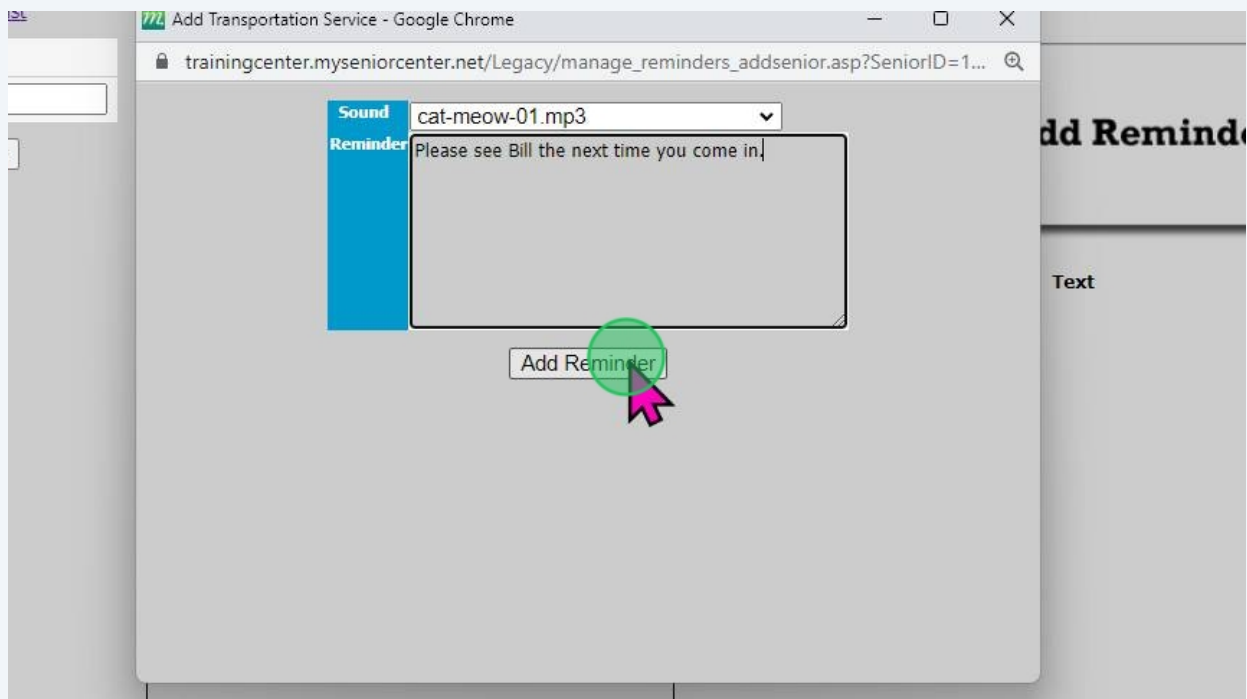 Add Transportation Service - Google Chrome
trainingcenter.myseniorcenter.net/Legacy/manage_reminders_addsenior.asp?SeniorID=1...
Sound
cat-meow-01.mp3
Reminder
Please see Bill the next time you come in.
Add Reminder
dd Reminde
Text